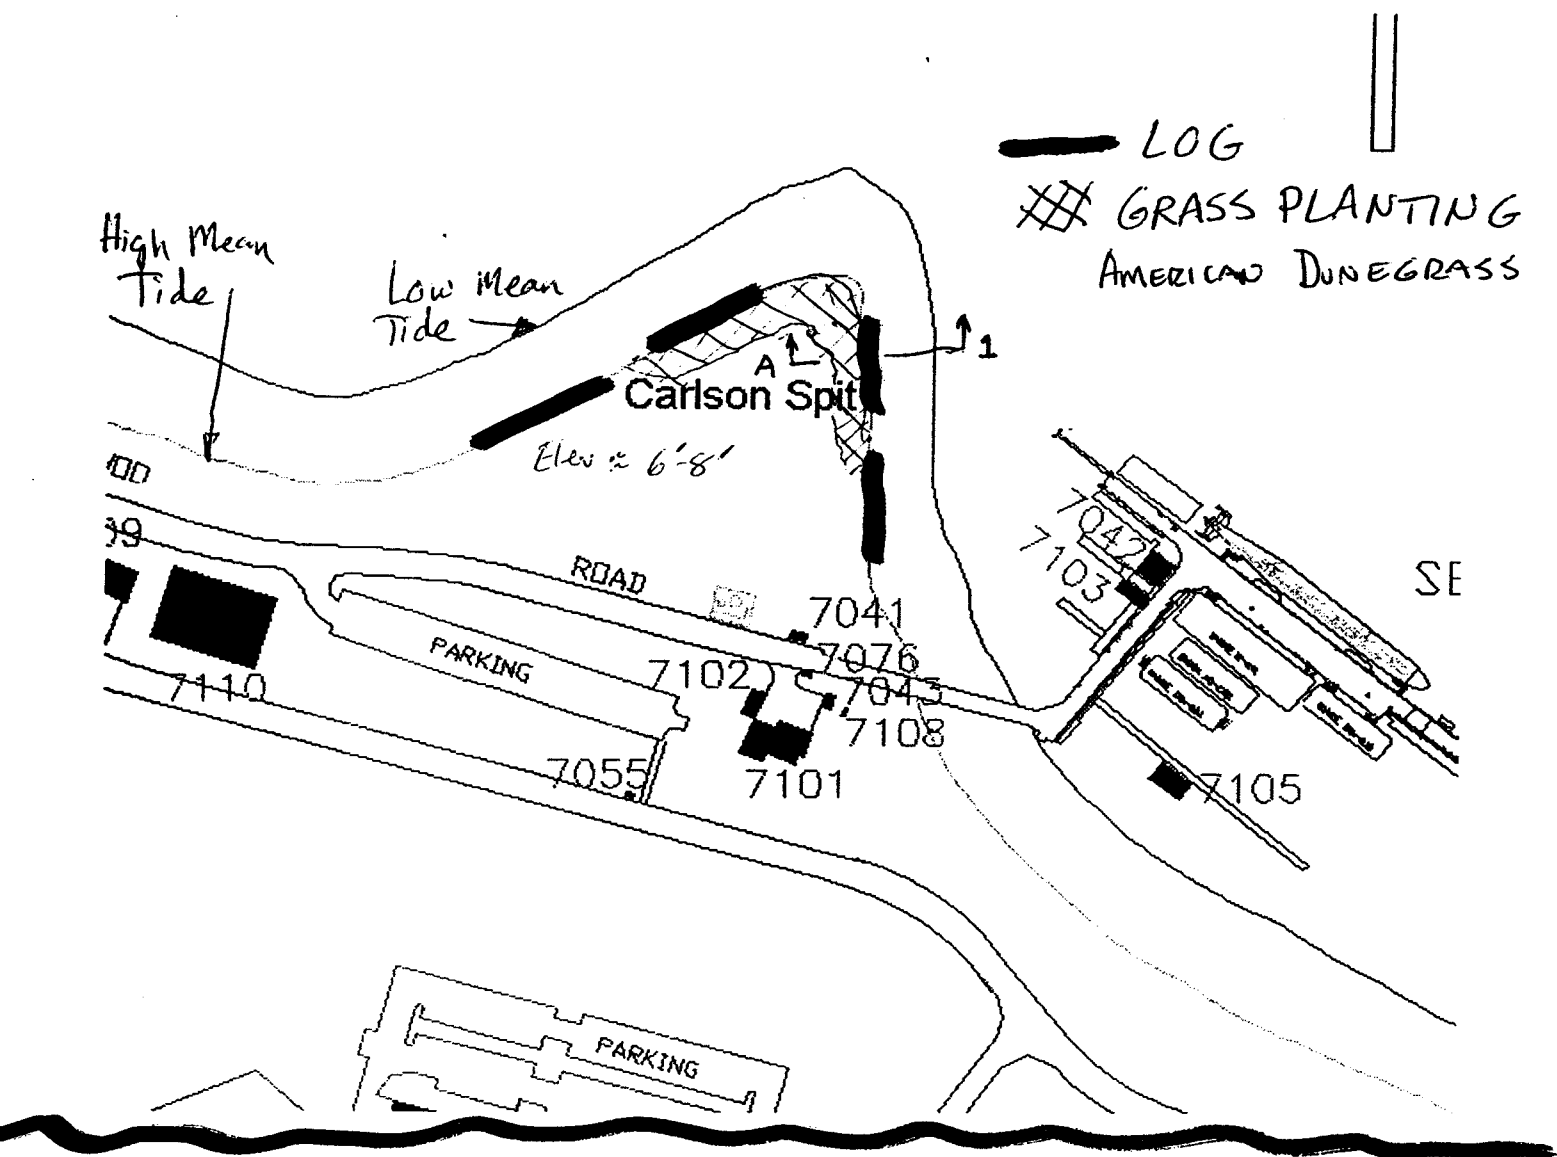 LOG
GRASS PLANTING
AMERICAN DUNEGRASS
High Mean
Tide
Low Mean
Tide
1
A
Carlson Spit
Elev ≈ 6'-8'
7042
7103
SE
ROAD
7041
PARKING
7102
7076
7043
7110
7108
7055
7101
7105
PARKING